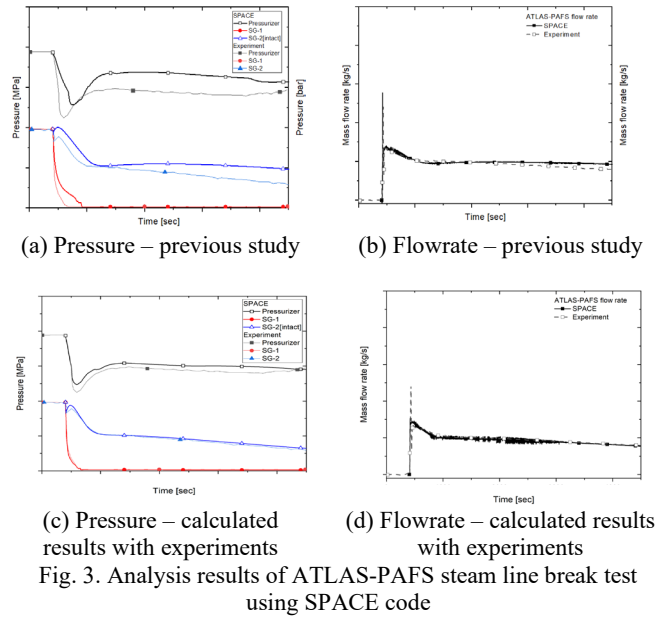 SPACE
Pressurizer
SG-1
SG-2[intact]
Experiment
Pressurizer
SG-1
SG-2
Pressure [MPa]
Pressure [bar]
Time [sec]
(a) Pressure – previous study
ATLAS-PAFS flow rate
SPACE
Experiment
Mass flow rate [kg/s]
Mass flow rate [kg/s]
Time [sec]
(b) Flowrate – previous study
SPACE
Pressurizer
SG-1
SG-2[intact]
Experiment
Pressurizer
SG-1
SG-2
Pressure [MPa]
Time [sec]
(c) Pressure – calculated
results with experiments
ATLAS-PAFS flow rate
SPACE
Experiment
Mass flow rate [kg/s]
Time [sec]
(d) Flowrate – calculated results
with experiments
Fig. 3. Analysis results of ATLAS-PAFS steam line break test
using SPACE code